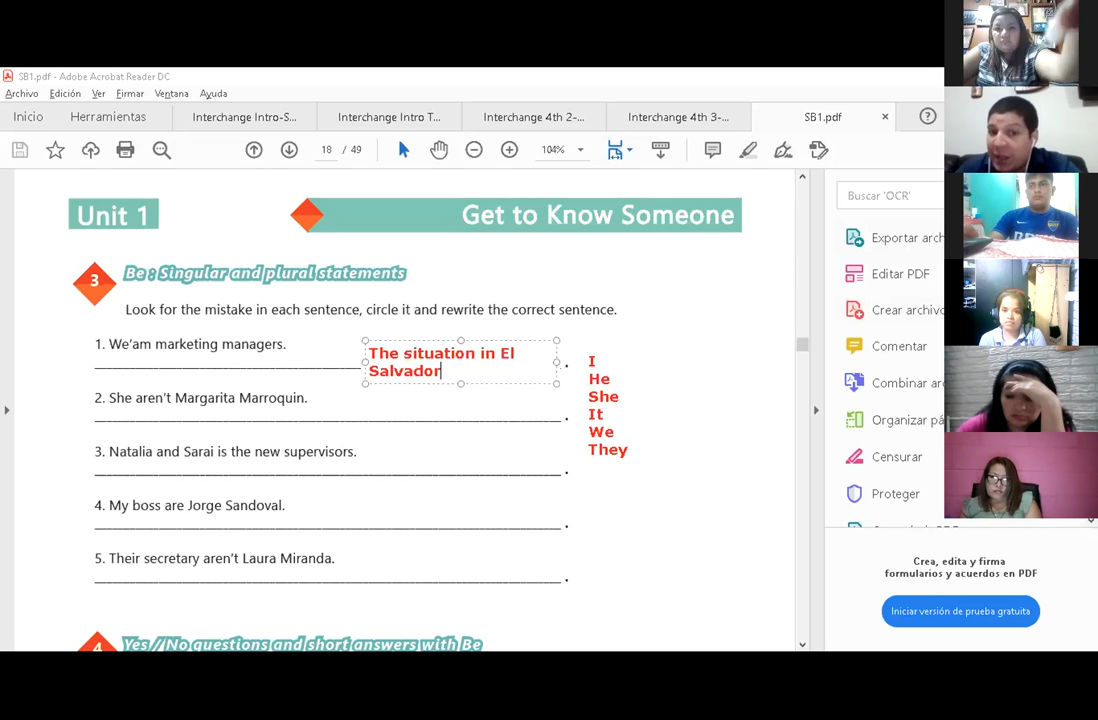 SB1.pdf - Adobe Acrobat Reader DC
Archivo Edición Ver Firmar Ventana Ayuda
Inicio Herramientas Interchange Intro-S... Interchange Intro T... Interchange 4th 2-... Interchange 4th 3-... SB1.pdf
18 / 49 104%
Unit 1 Get to Know Someone
3 Be : Singular and plural statements
Look for the mistake in each sentence, circle it and rewrite the correct sentence.
1. We'am marketing managers.
The situation in El
Salvador
.
I
He
She
It
We
They
2. She aren't Margarita Marroquin.
.
3. Natalia and Sarai is the new supervisors.
.
4. My boss are Jorge Sandoval.
.
5. Their secretary aren't Laura Miranda.
.
4 Yes / No questions and short answers with Be
Buscar 'OCR'
Exportar arch
Editar PDF
Crear archivo
Comentar
Combinar arc
Organizar pá
Censurar
Proteger
Crea, edita y firma
formularios y acuerdos en PDF
Iniciar versión de prueba gratuita